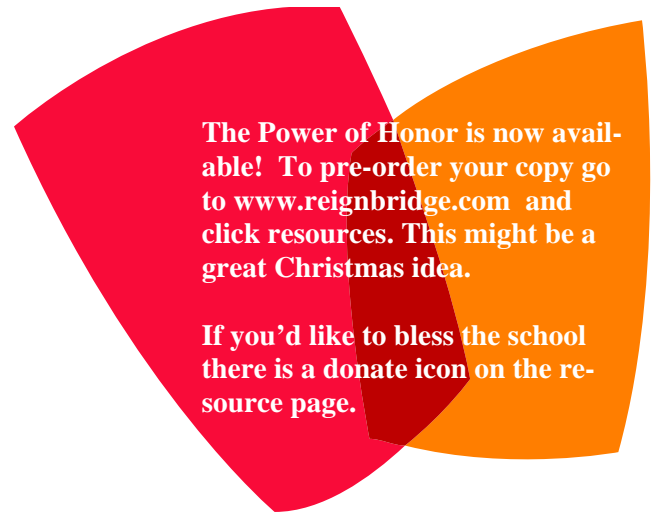 The Power of Honor is now avail-
able!  To pre-order your copy go
to www.reignbridge.com  and
click resources. This might be a
great Christmas idea.

If you’d like to bless the school
there is a donate icon on the re-
source page.